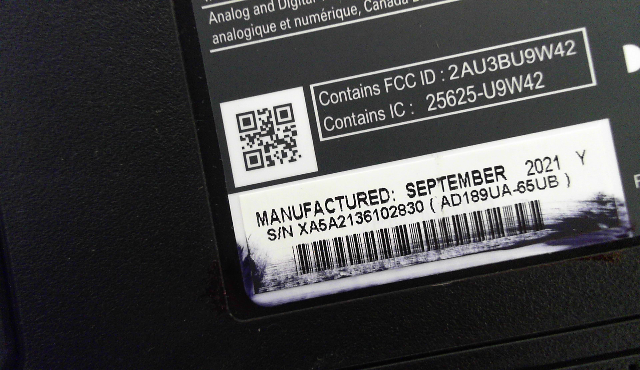 Analog and Digital
analogique et numérique, Canada
Contains FCC ID : 2AU3BU9W42
Contains IC : 25625-U9W42
MANUFACTURED: SEPTEMBER 2021 Y
S/N XA5A2136102830 ( AD189UA-65UB )